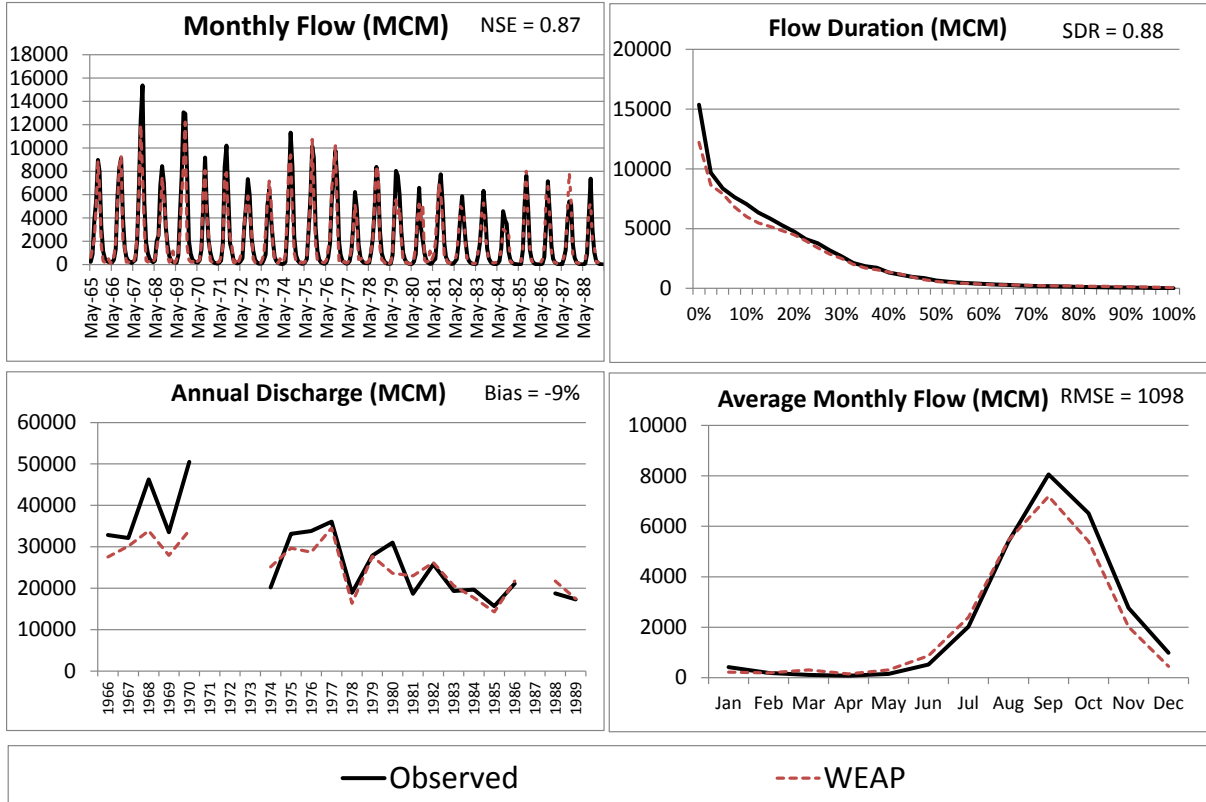 Monthly Flow (MCM) NSE = 0.87
18000
16000
14000
12000
10000
8000
6000
4000
2000
0
May-65
May-66
May-67
May-68
May-69
May-70
May-71
May-72
May-73
May-74
May-75
May-76
May-77
May-78
May-79
May-80
May-81
May-82
May-83
May-84
May-85
May-86
May-87
May-88
Flow Duration (MCM) SDR = 0.88
20000
15000
10000
5000
0
0% 10% 20% 30% 40% 50% 60% 70% 80% 90% 100%
Annual Discharge (MCM) Bias = -9%
60000
50000
40000
30000
20000
10000
0
1966
1967
1968
1969
1970
1971
1972
1973
1974
1975
1976
1977
1978
1979
1980
1981
1982
1983
1984
1985
1986
1987
1988
1989
Average Monthly Flow (MCM) RMSE = 1098
10000
8000
6000
4000
2000
0
Jan Feb Mar Apr May Jun Jul Aug Sep Oct Nov Dec
Observed WEAP